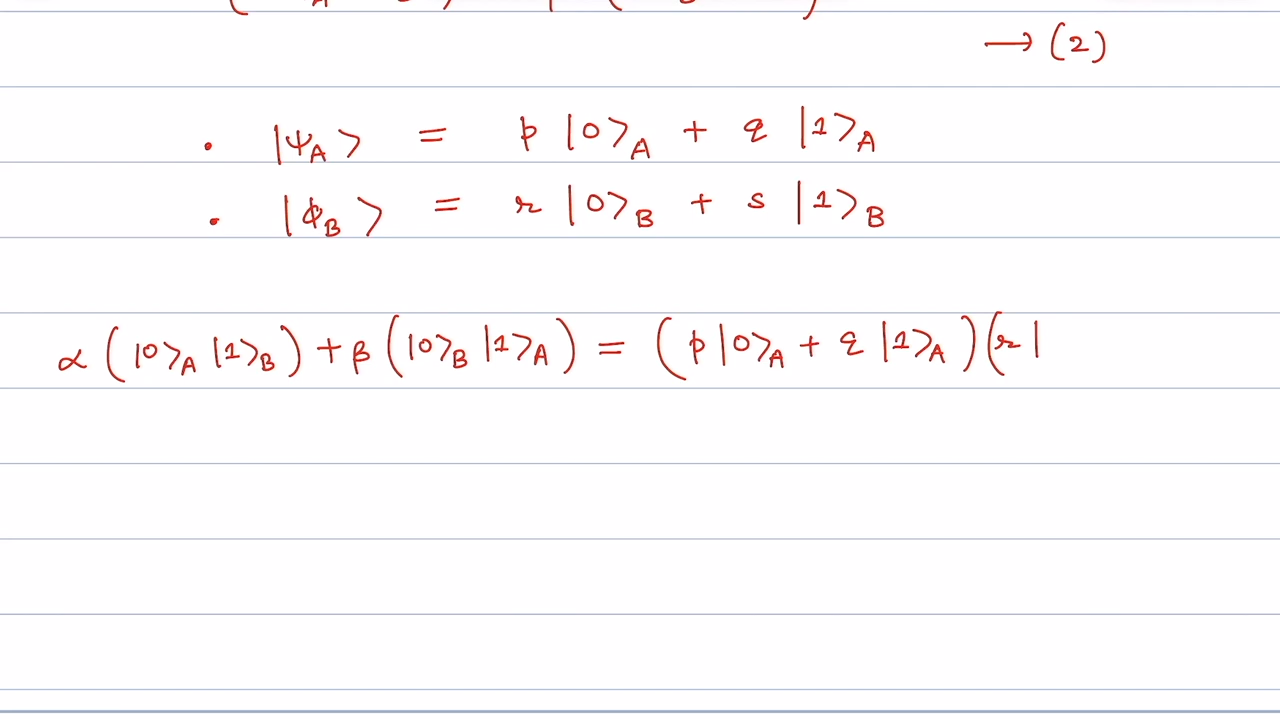 ⟶ (2)
• |ψ_A⟩ = p |0⟩_A + q |1⟩_A
• |ϕ_B⟩ = r |0⟩_B + s |1⟩_B
α (|0⟩_A |1⟩_B) + β (|0⟩_B |1⟩_A) = (p |0⟩_A + q |1⟩_A) (r |